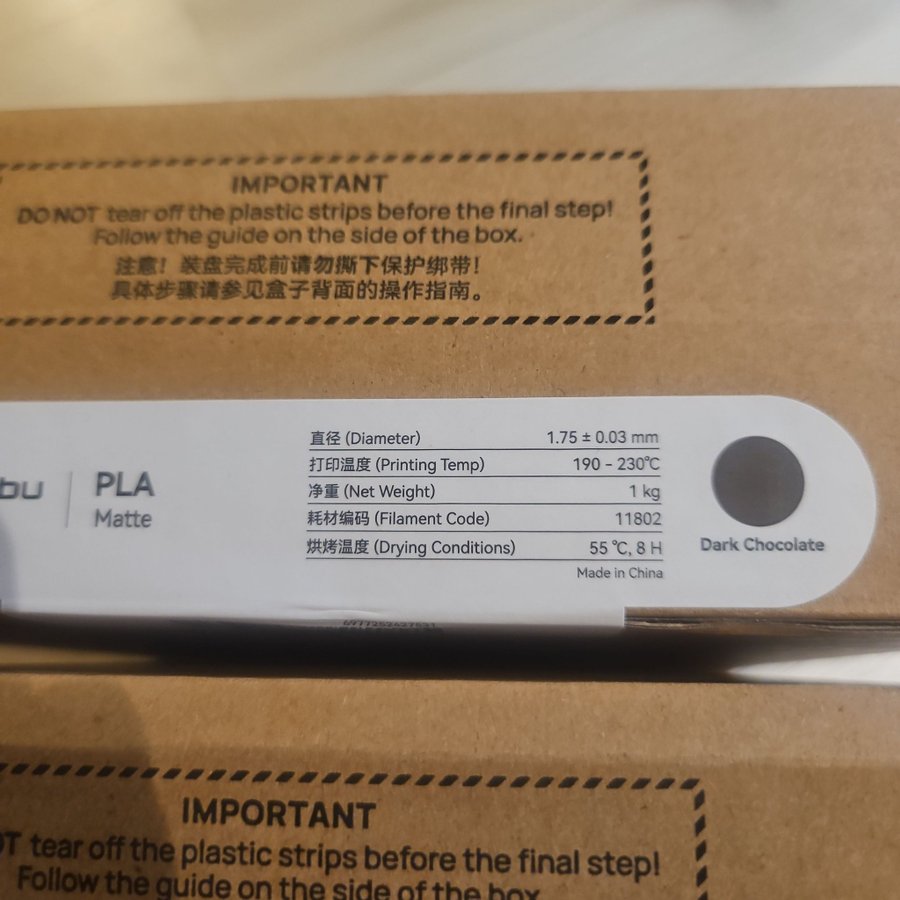 IMPORTANT
DO NOT tear off the plastic strips before the final step!
Follow the guide on the side of the box.
注意！装盘完成前请勿撕下保护绑带！
具体步骤请参见盒子背面的操作指南。
bu
PLA
Matte
直径 (Diameter) 1.75 ± 0.03 mm
打印温度 (Printing Temp) 190 - 230℃
净重 (Net Weight) 1 kg
耗材编码 (Filament Code) 11802
烘烤温度 (Drying Conditions) 55 ℃, 8 H
Made in China
Dark Chocolate
IMPORTANT
OT tear off the plastic strips before the final step!
Follow the guide on the side of the box.